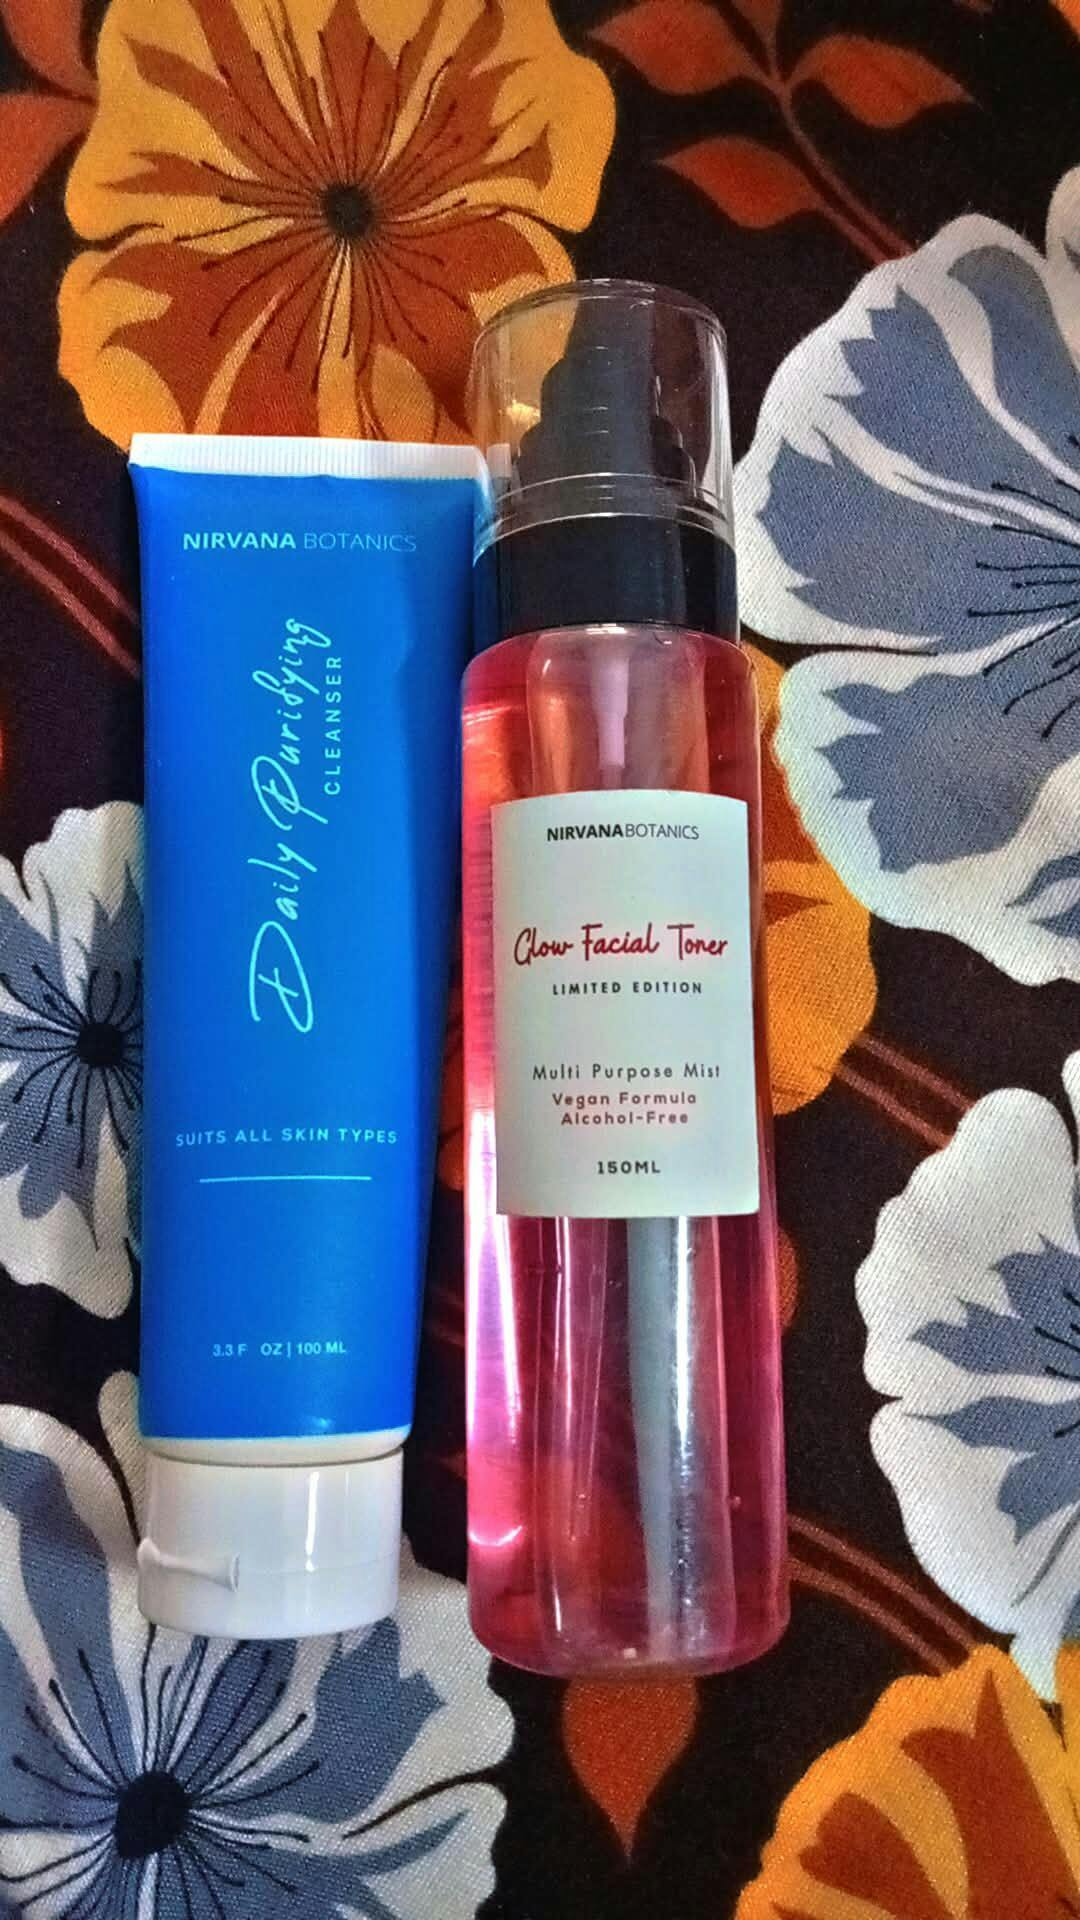 NIRVANA BOTANICS
Daily Purifying
CLEANSER
SUITS ALL SKIN TYPES
3.3 F OZ | 100 ML
NIRVANABOTANICS
Glow Facial Toner
LIMITED EDITION
Multi Purpose Mist
Vegan Formula
Alcohol-Free
150ML